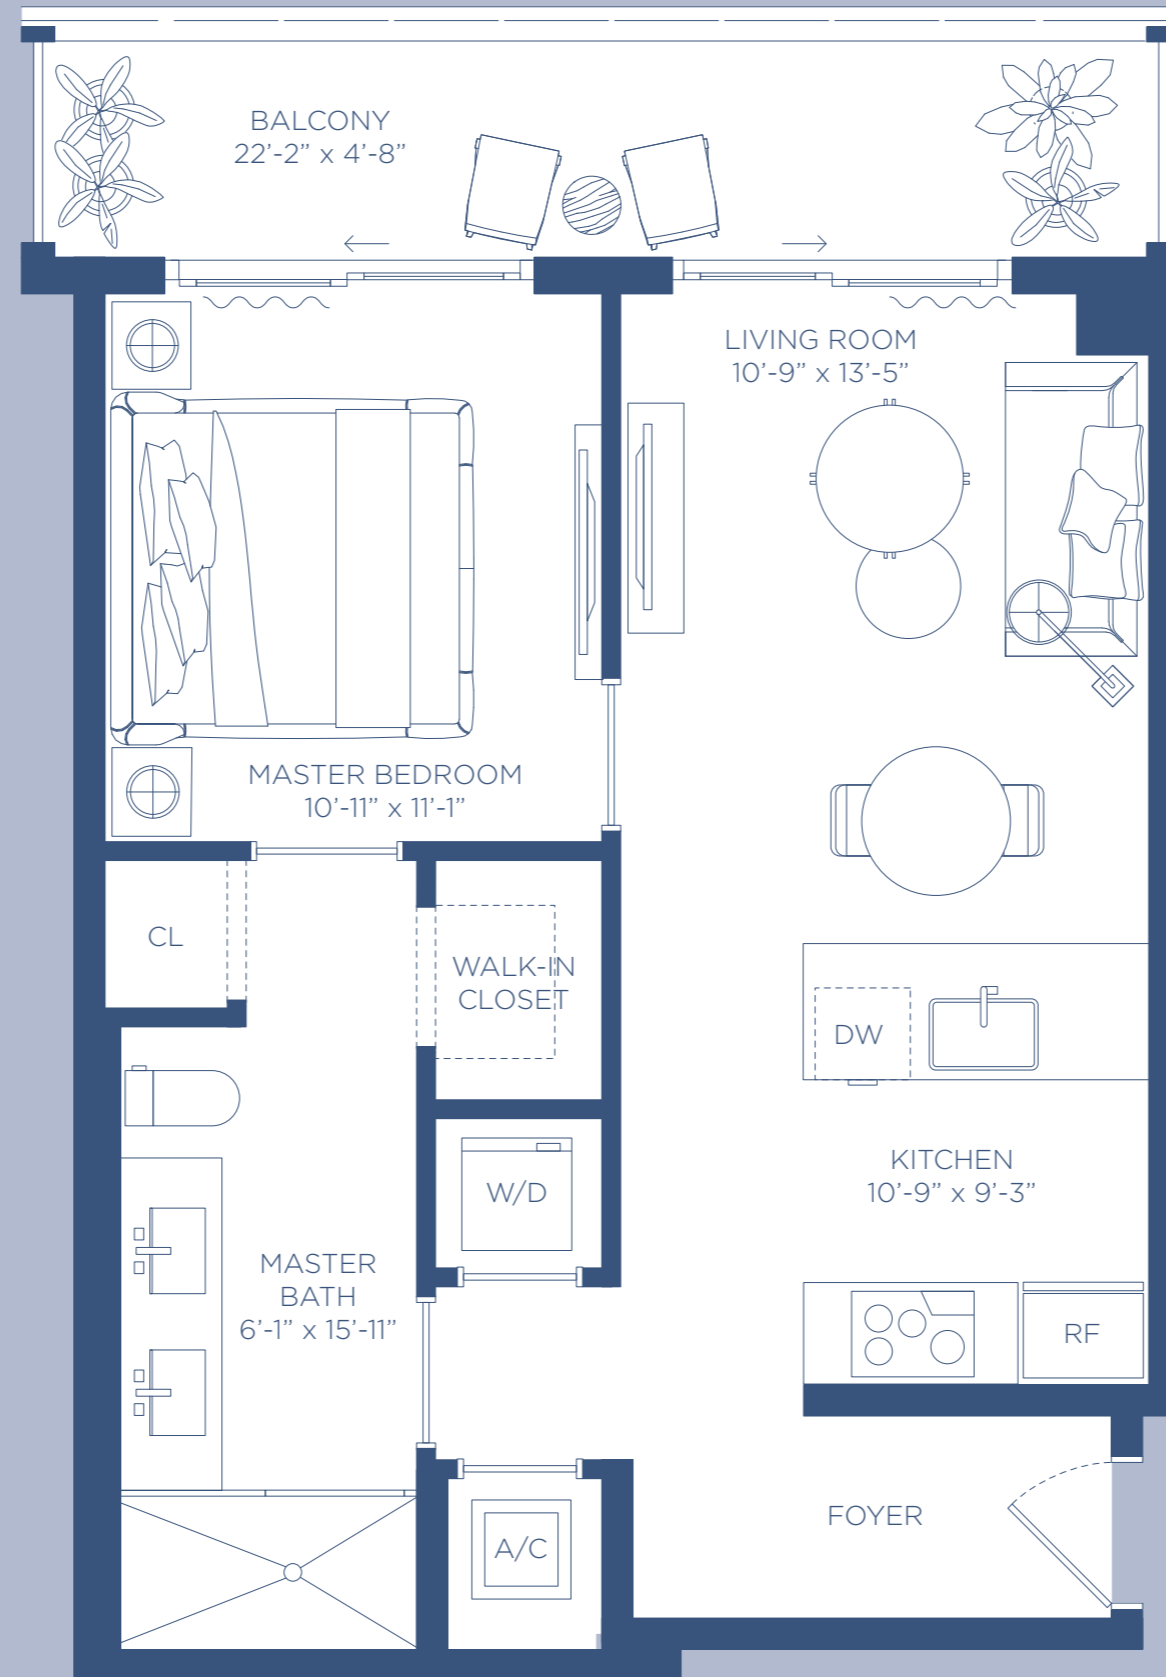 BALCONY
22’-2” x 4’-8”
LIVING ROOM
10’-9” x 13’-5”
MASTER BEDROOM
10’-11” x 11’-1”
CL
WALK-IN
CLOSET
DW
KITCHEN
10’-9” x 9’-3”
W/D
MASTER
BATH
6’-1” x 15’-11”
RF
FOYER
A/C